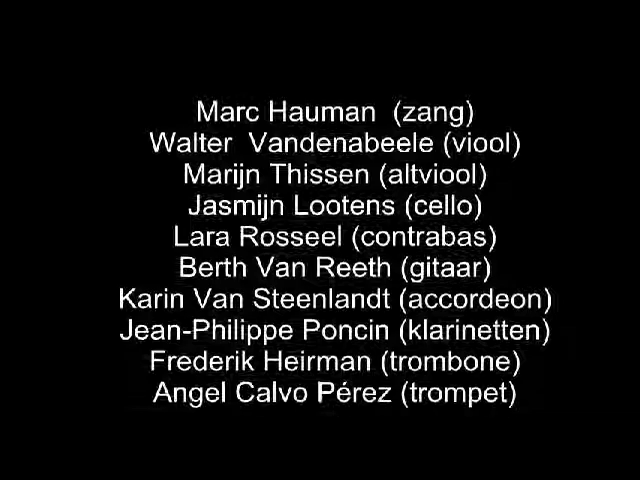 Marc Hauman (zang)
Walter Vandenabeele (viool)
Marijn Thissen (altviool)
Jasmijn Lootens (cello)
Lara Rosseel (contrabas)
Berth Van Reeth (gitaar)
Karin Van Steenlandt (accordeon)
Jean-Philippe Poncin (klarinetten)
Frederik Heirman (trombone)
Angel Calvo Pérez (trompet)